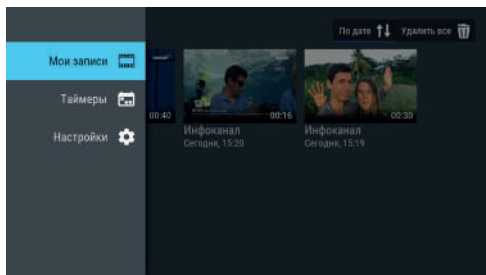 По дате
Удалить все
Мои записи
Таймеры
Настройки
00:40
00:16
00:30
Инфоканал
Сегодня, 15:20
Инфоканал
Сегодня, 15:19